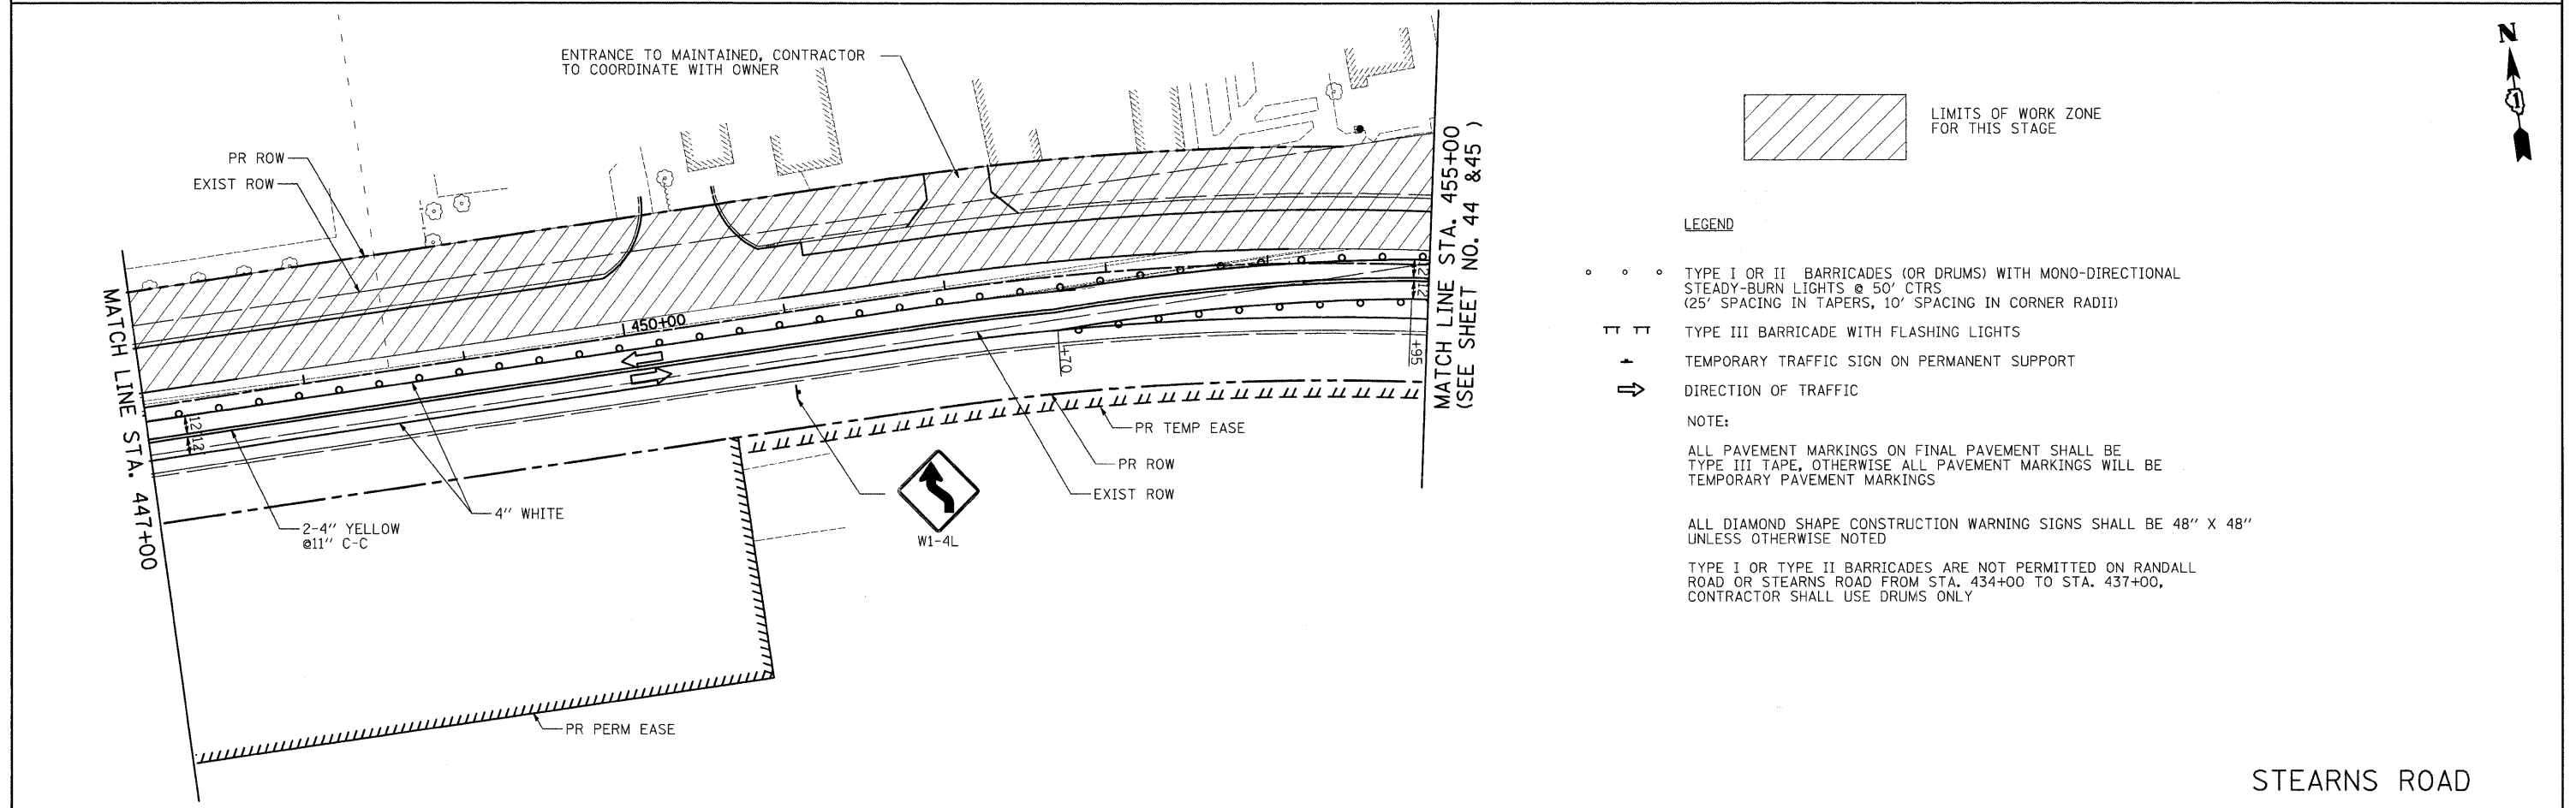 ENTRANCE TO MAINTAINED, CONTRACTOR
TO COORDINATE WITH OWNER
PR ROW
EXIST ROW
MATCH LINE STA. 447+00
450+00
12'
12'
2-4" YELLOW
@11" C-C
4" WHITE
PR PERM EASE
W1-4L
+70
+95
12'
12'
PR TEMP EASE
PR ROW
EXIST ROW
MATCH LINE STA. 455+00
(SEE SHEET NO. 44 &45 )
N
1
LIMITS OF WORK ZONE
FOR THIS STAGE
LEGEND
TYPE I OR II BARRICADES (OR DRUMS) WITH MONO-DIRECTIONAL
STEADY-BURN LIGHTS @ 50' CTRS
(25' SPACING IN TAPERS, 10' SPACING IN CORNER RADII)
TYPE III BARRICADE WITH FLASHING LIGHTS
TEMPORARY TRAFFIC SIGN ON PERMANENT SUPPORT
DIRECTION OF TRAFFIC
NOTE:
ALL PAVEMENT MARKINGS ON FINAL PAVEMENT SHALL BE
TYPE III TAPE, OTHERWISE ALL PAVEMENT MARKINGS WILL BE
TEMPORARY PAVEMENT MARKINGS
ALL DIAMOND SHAPE CONSTRUCTION WARNING SIGNS SHALL BE 48" X 48"
UNLESS OTHERWISE NOTED
TYPE I OR TYPE II BARRICADES ARE NOT PERMITTED ON RANDALL
ROAD OR STEARNS ROAD FROM STA. 434+00 TO STA. 437+00,
CONTRACTOR SHALL USE DRUMS ONLY
STEARNS ROAD